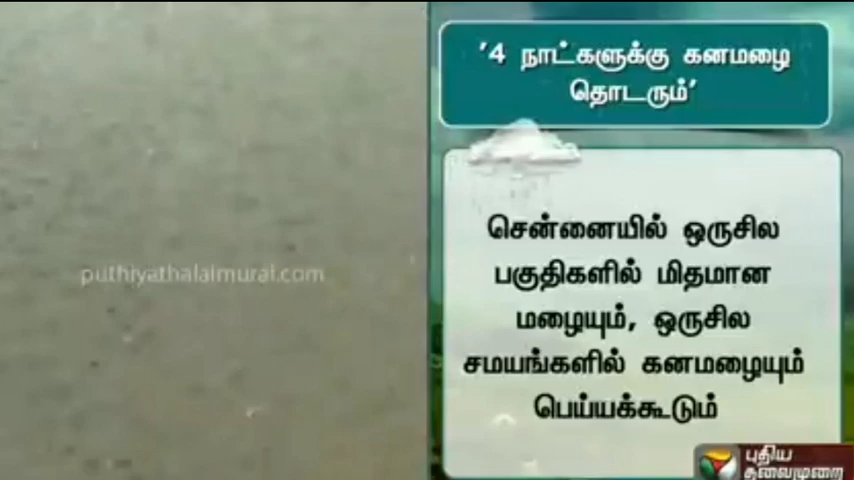 '4 நாட்களுக்கு கனமழை
தொடரும்'
சென்னையில் ஒருசில
பகுதிகளில் மிதமான
மழையும், ஒருசில
சமயங்களில் கனமழையும்
பெய்யக்கூடும்
puthiyathalaimurai.com
புதிய
தலைமுறை